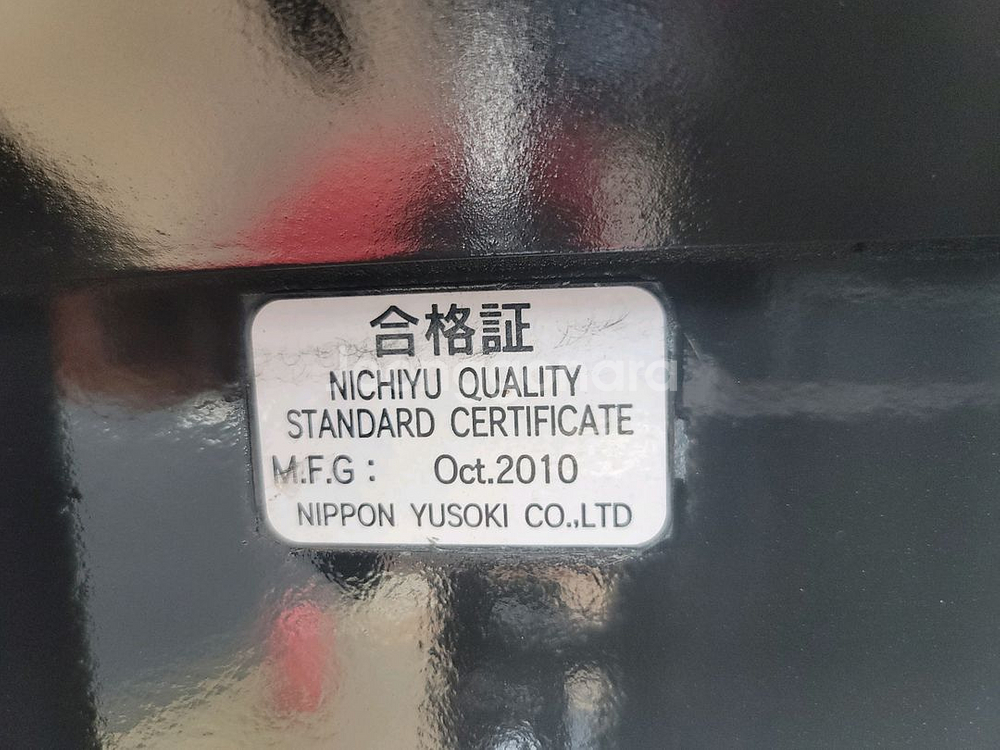 合格証
NICHIYU QUALITY
STANDARD CERTIFICATE
M.F.G : Oct.2010
NIPPON YUSOKI CO.,LTD